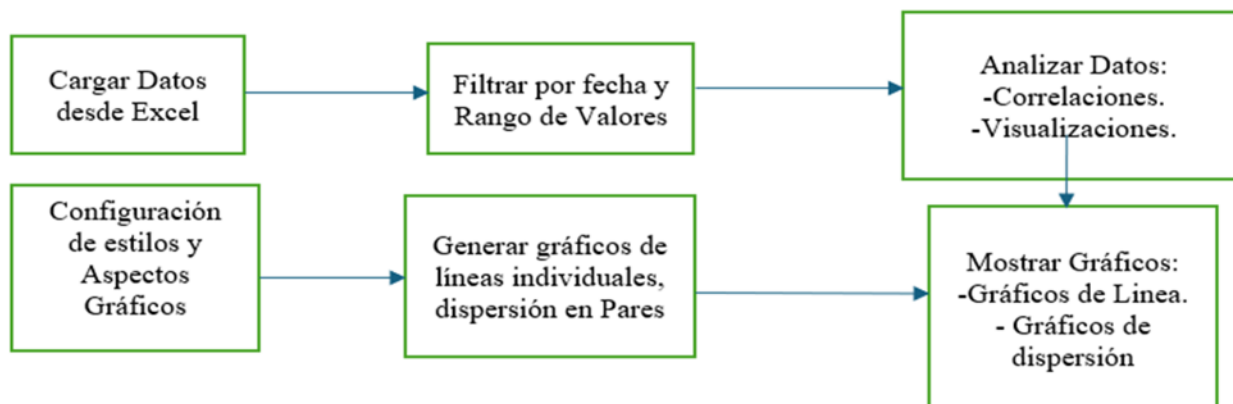 Cargar Datos
desde Excel
Filtrar por fecha y
Rango de Valores
Analizar Datos:
-Correlaciones.
-Visualizaciones.
Configuración
de estilos y
Aspectos
Gráficos
Generar gráficos de
líneas individuales,
dispersión en Pares
Mostrar Gráficos:
-Gráficos de Linea.
- Gráficos de
dispersión